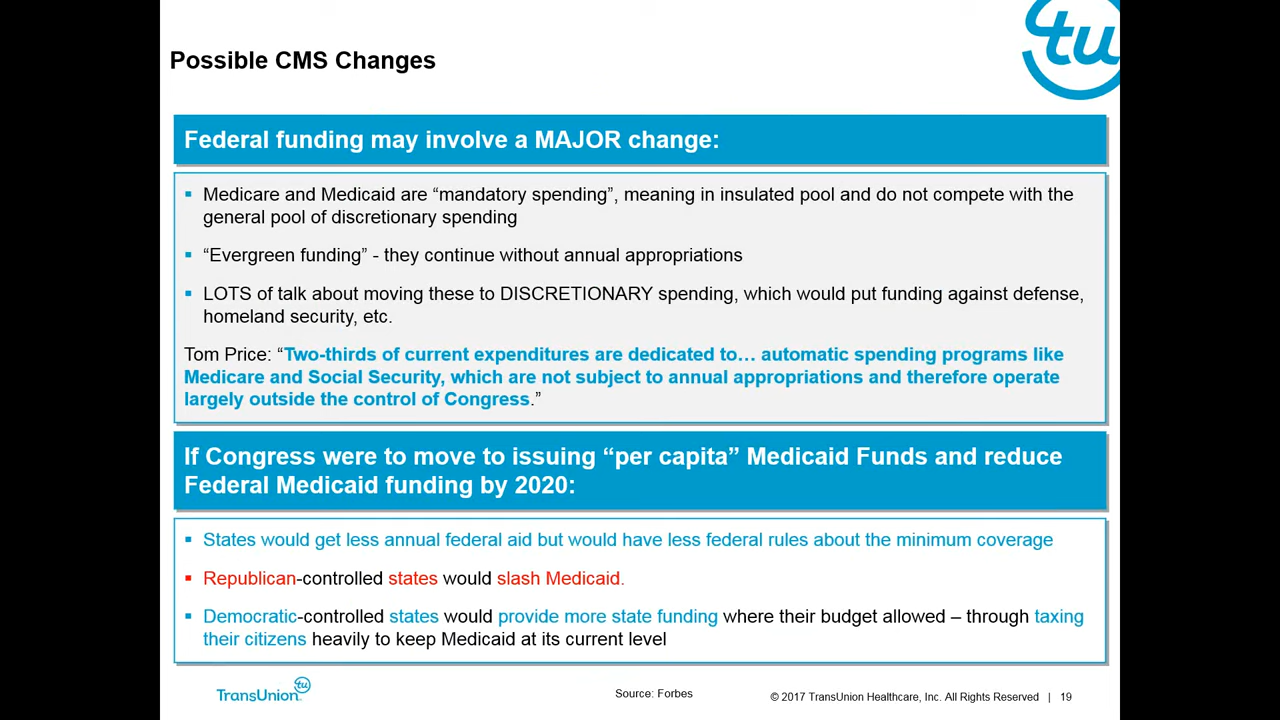 tu
Possible CMS Changes
Federal funding may involve a MAJOR change:
▪ Medicare and Medicaid are “mandatory spending”, meaning in insulated pool and do not compete with the
general pool of discretionary spending
▪ “Evergreen funding” - they continue without annual appropriations
▪ LOTS of talk about moving these to DISCRETIONARY spending, which would put funding against defense,
homeland security, etc.
Tom Price: “Two-thirds of current expenditures are dedicated to… automatic spending programs like
Medicare and Social Security, which are not subject to annual appropriations and therefore operate
largely outside the control of Congress.”
If Congress were to move to issuing “per capita” Medicaid Funds and reduce
Federal Medicaid funding by 2020:
▪ States would get less annual federal aid but would have less federal rules about the minimum coverage
▪ Republican-controlled states would slash Medicaid.
▪ Democratic-controlled states would provide more state funding where their budget allowed – through taxing
their citizens heavily to keep Medicaid at its current level
TransUnion tu
Source: Forbes
© 2017 TransUnion Healthcare, Inc. All Rights Reserved | 19